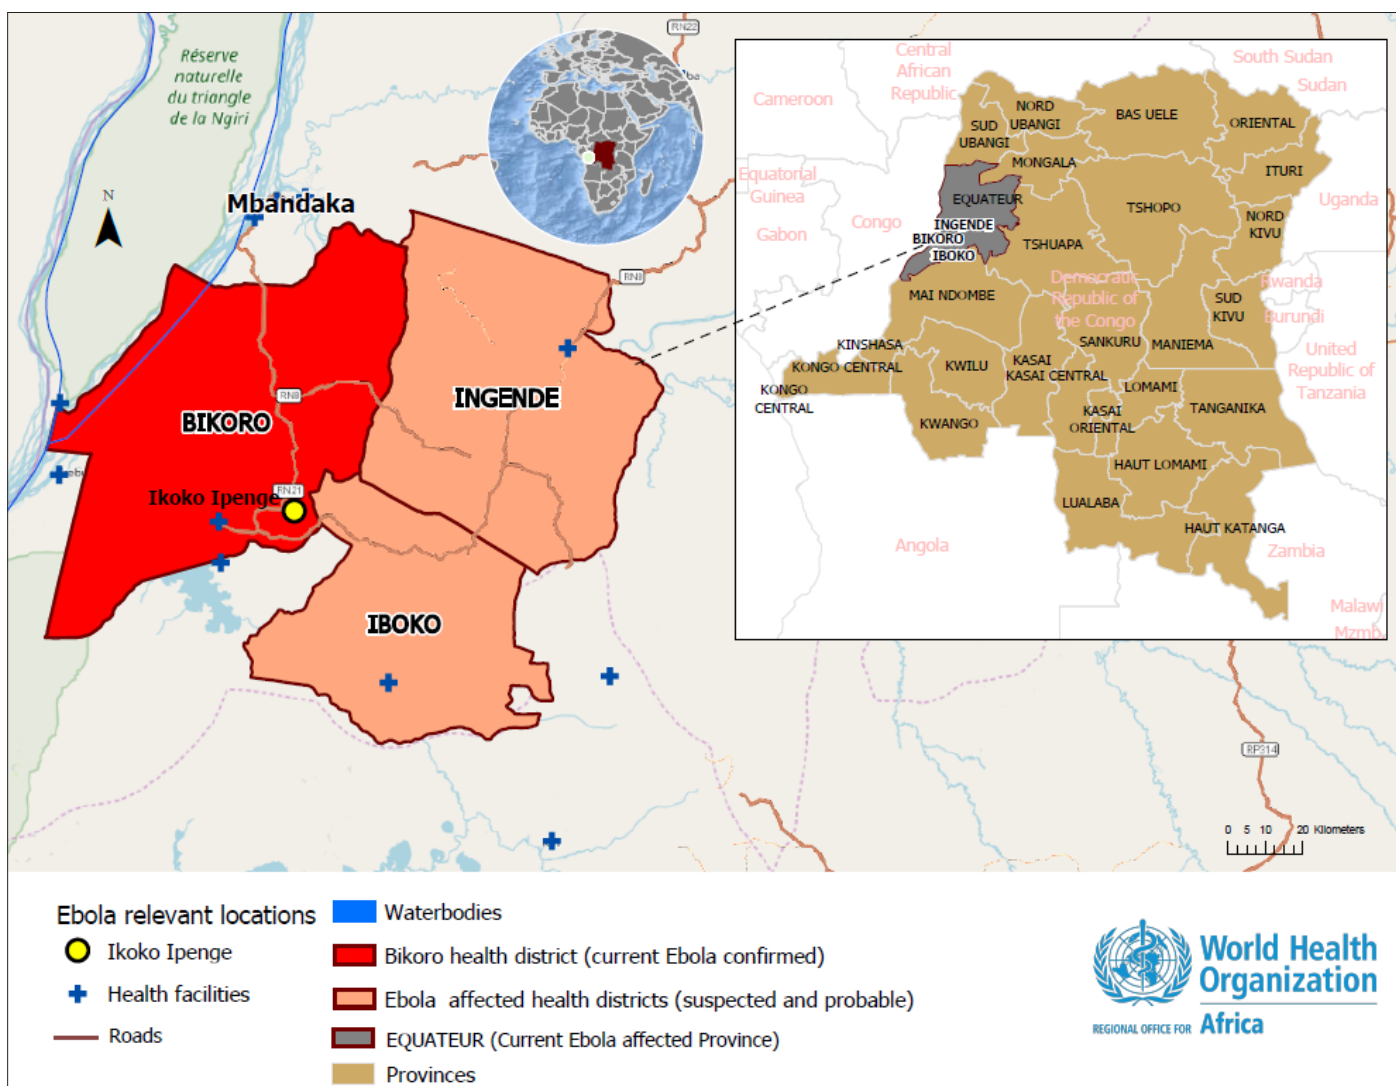 RN22
Réserve
naturelle
du triangle
de la Ngiri
N
Mbandaka
RN8
INGENDE
RN8
BIKORO
RN21
Ikoko Ipenge
IBOKO
RP314
0 5 10 20 Kilometers
Central
African
Republic
South Sudan
Sudan
Cameroon
NORD
UBANGI
SUD
UBANGI
BAS UELE
ORIENTAL
MONGALA
ITURI
Equatorial
Guinea
EQUATEUR
Uganda
TSHOPO
Congo
Gabon
INGENDE
BIKORO
IBOKO
NORD
KIVU
TSHUAPA
Democratic
Republic of
the Congo
Rwanda
Burundi
MAI NDOMBE
SUD
KIVU
United
Republic of
Tanzania
KINSHASA
SANKURU
MANIEMA
KONGO CENTRAL
KWILU
KASAI
KASAI CENTRAL
KONGO
CENTRAL
LOMAMI
TANGANIKA
KASAI
ORIENTAL
KWANGO
HAUT LOMAMI
LUALABA
HAUT KATANGA
Angola
Zambia
Malawi
Mzmb
Ebola relevant locations
Ikoko Ipenge
Health facilities
Roads
Waterbodies
Bikoro health district (current Ebola confirmed)
Ebola affected health districts (suspected and probable)
EQUATEUR (Current Ebola affected Province)
Provinces
World Health
Organization
REGIONAL OFFICE FOR Africa